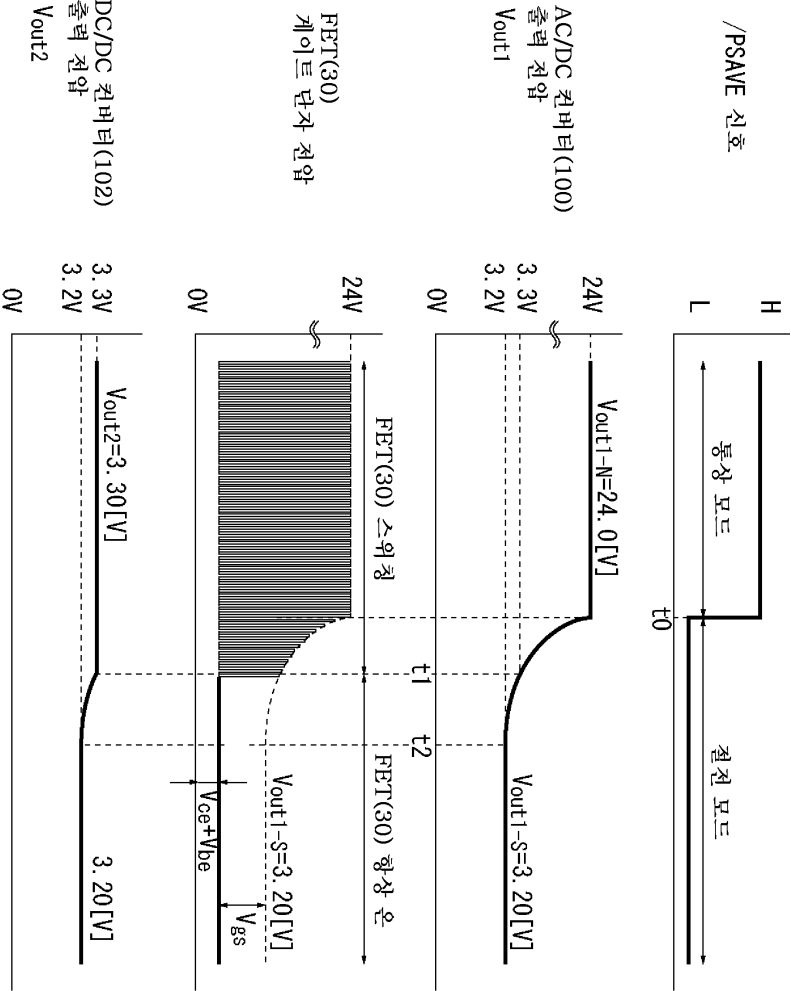 /PSAVE 신호
H
L
통상 모드
절전 모드
t0
AC/DC 컨버터(100)
출력 전압
Vout1
24V
3.3V
3.2V
0V
Vout1-N=24.0[V]
Vout1-S=3.20[V]
t1
t2
FET(30)
게이트 단자 전압
24V
0V
FET(30) 스위칭
FET(30) 항상 온
Vout1-S=3.20[V]
Vgs
Vce+Vbe
DC/DC 컨버터(102)
출력 전압
Vout2
3.3V
3.2V
0V
Vout2=3.30[V]
3.20[V]